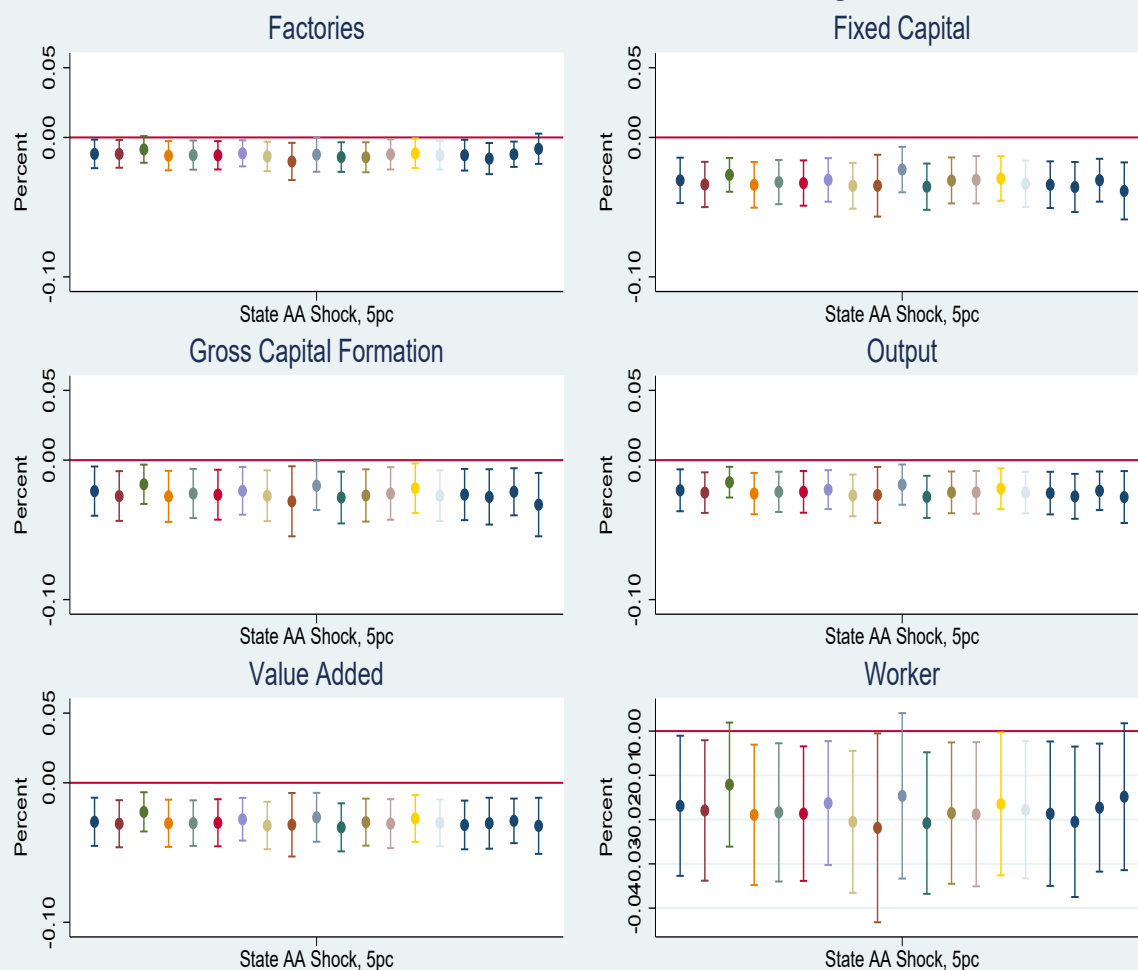 Factories
Fixed Capital
Percent
0.05
0.00
-0.10
State AA Shock, 5pc
Percent
0.05
0.00
-0.10
State AA Shock, 5pc
Gross Capital Formation
Output
Percent
0.05
0.00
-0.10
State AA Shock, 5pc
Percent
0.05
0.00
-0.10
State AA Shock, 5pc
Value Added
Worker
Percent
0.05
0.00
-0.10
State AA Shock, 5pc
Percent
-0.040.030.020.010.00
State AA Shock, 5pc